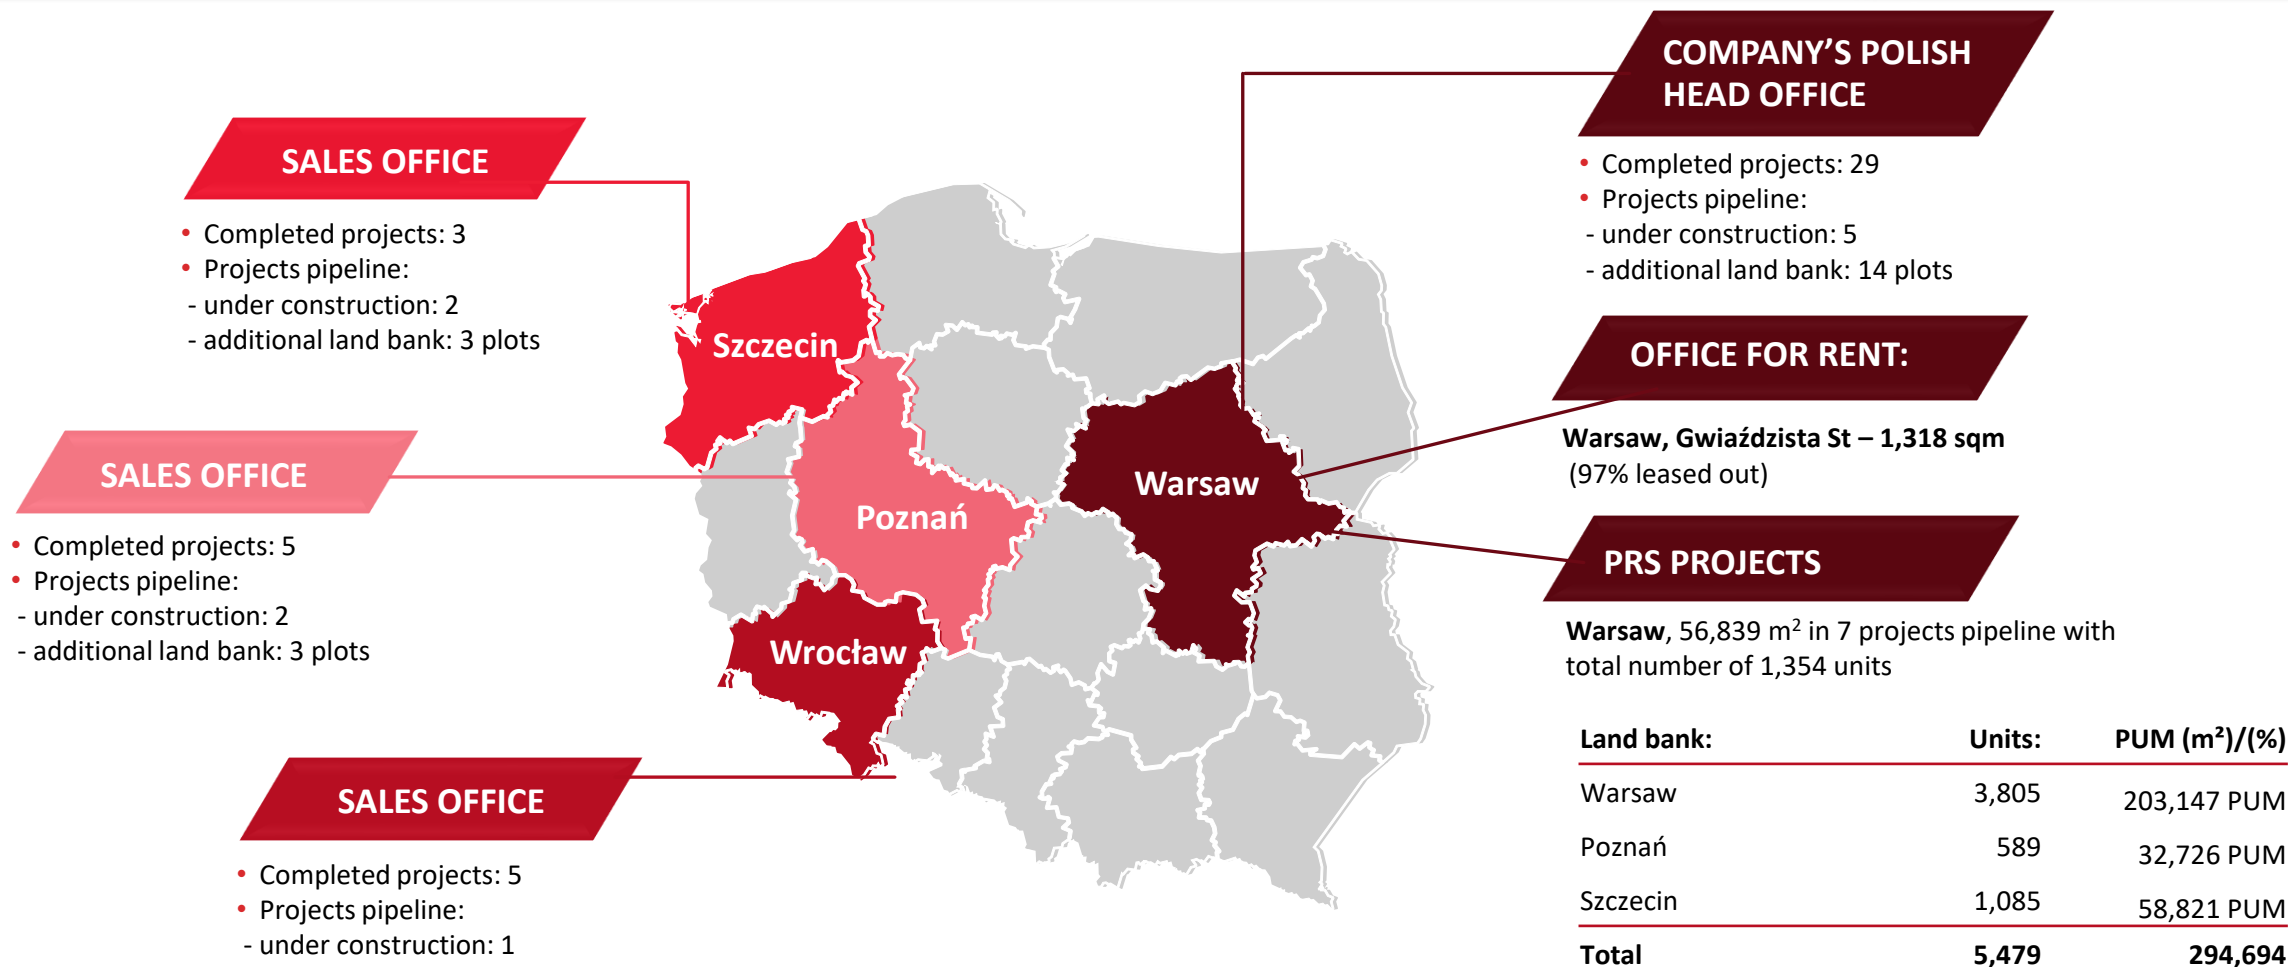 COMPANY'S POLISH
HEAD OFFICE
• Completed projects: 29
• Projects pipeline:
- under construction: 5
- additional land bank: 14 plots
SALES OFFICE
• Completed projects: 3
• Projects pipeline:
- under construction: 2
- additional land bank: 3 plots
Szczecin
OFFICE FOR RENT:
Warsaw, Gwiaździsta St – 1,318 sqm
(97% leased out)
SALES OFFICE
• Completed projects: 5
• Projects pipeline:
- under construction: 2
- additional land bank: 3 plots
Warsaw
Poznań
PRS PROJECTS
Warsaw, 56,839 m² in 7 projects pipeline with
total number of 1,354 units
Wrocław
SALES OFFICE
• Completed projects: 5
• Projects pipeline:
- under construction: 1
Land bank: Units: PUM (m²)/(%)
Warsaw 3,805 203,147 PUM
Poznań 589 32,726 PUM
Szczecin 1,085 58,821 PUM
Total 5,479 294,694